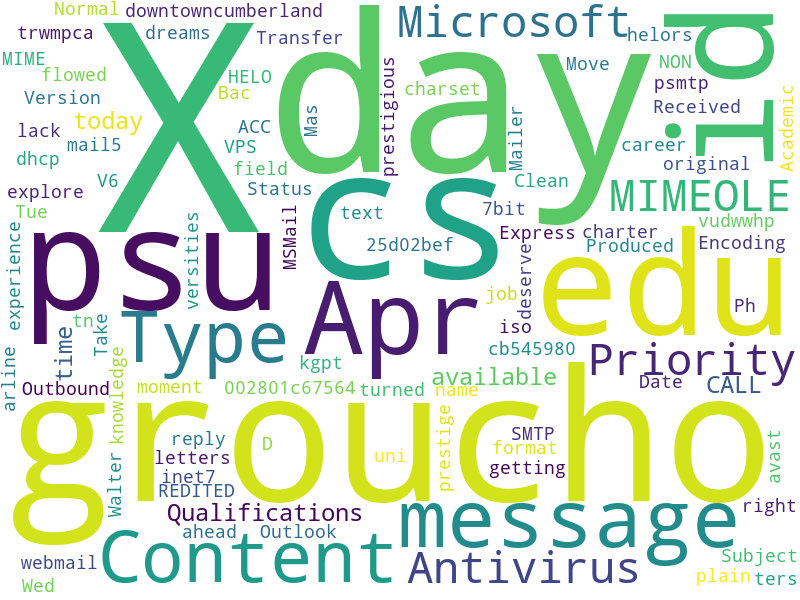 Normal downtowncumberland
trwmpca dreams Transfer
Microsoft helors
MIME X day id
flowed HELO Move NON
Version Bac charset psmtp
Mas prestigious Mailer Received Academic
lack today ACC career
mail5 VPS original
dhcp field Clean
explore V6 Status cs MIMEOLE
Tue text 7bit vudwwhp
experience psu versities MSMail 25d02bef Express deserve charter
Produced Encoding
Apr edu
tn Take Type job iso Ph
time kgpt cb545980 Priority
arline Outbound knowledge moment 002801c67564 turned available name Date CALL
groucho
Walter reply D uni prestige SMTP avast
letters format
inet7 getting
REDITED
Qualifications message right
ahead Outlook
webmail Content Antivirus Subject
Wed plain ters